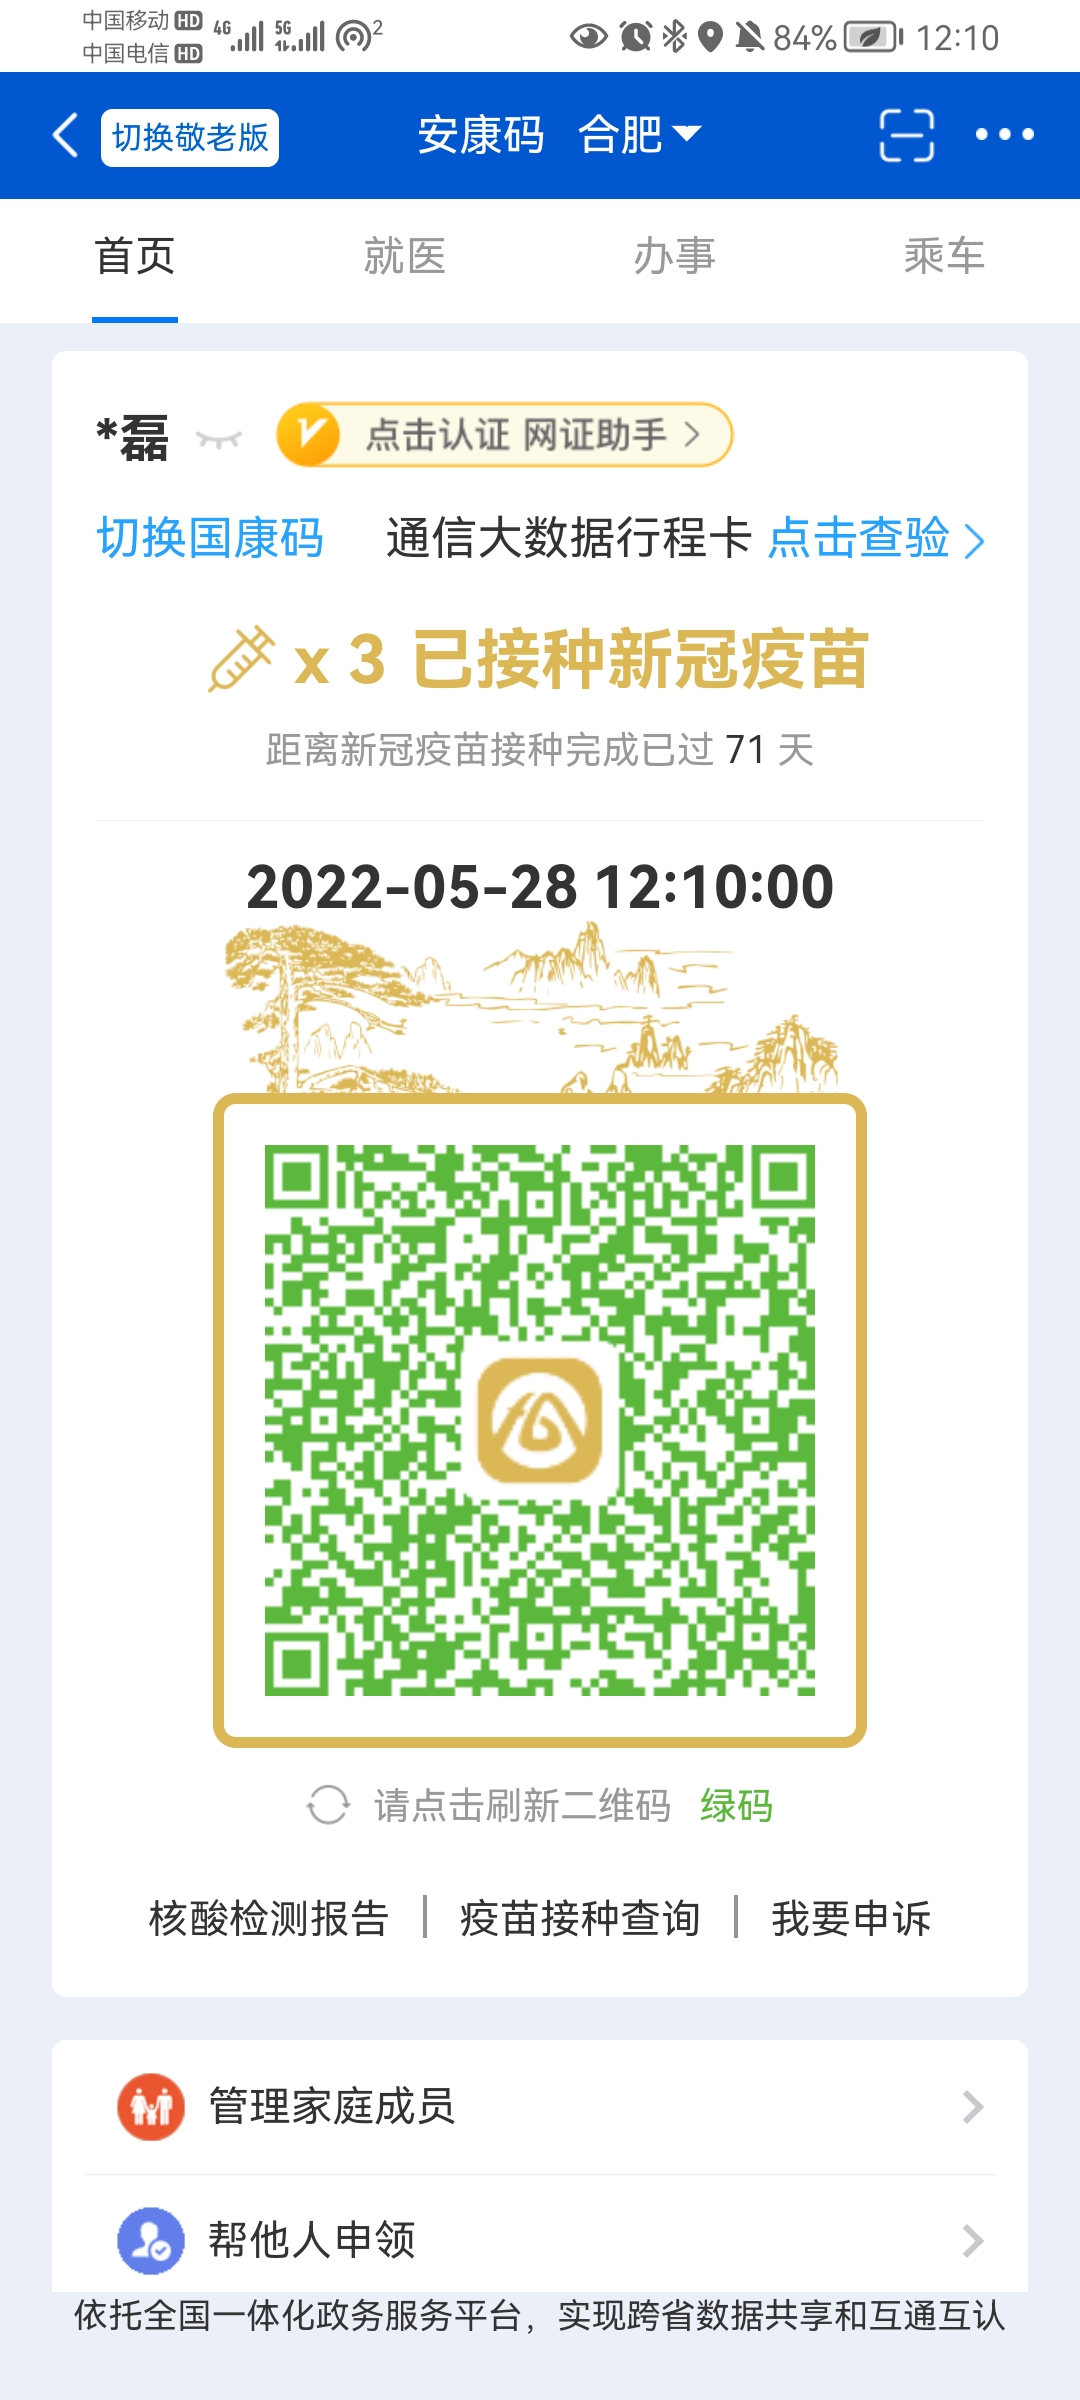 中国移动 HD 4G 5G 2 84% 12:10
中国电信 HD
切换敬老版 安康码 合肥
首页 就医 办事 乘车
*磊 点击认证 网证助手
切换国康码 通信大数据行程卡 点击查验
x 3 已接种新冠疫苗
距离新冠疫苗接种完成已过 71 天
2022-05-28 12:10:00
请点击刷新二维码 绿码
核酸检测报告 疫苗接种查询 我要申诉
管理家庭成员
帮他人申领
依托全国一体化政务服务平台，实现跨省数据共享和互通互认